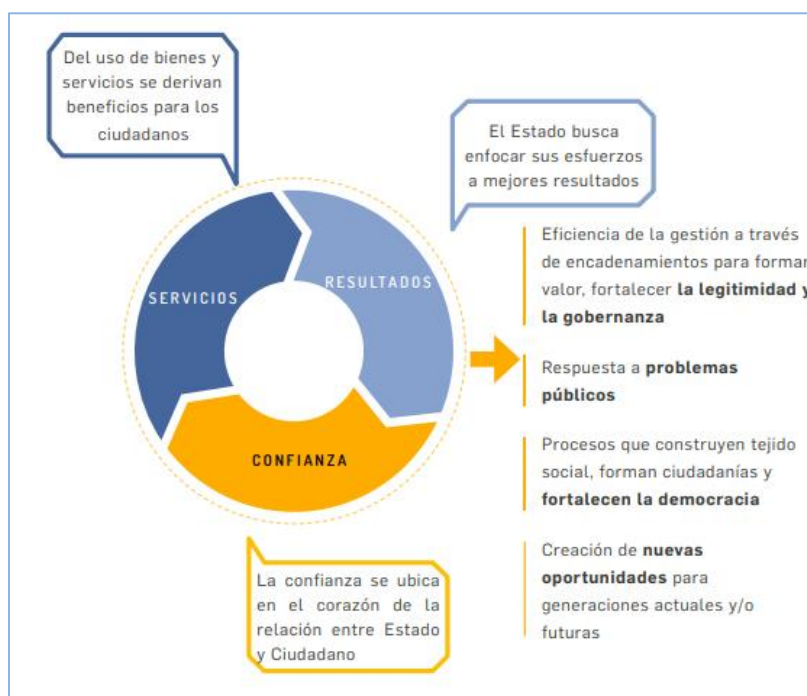 Del uso de bienes y
servicios se derivan
beneficios para los
ciudadanos
El Estado busca
enfocar sus esfuerzos
a mejores resultados
SERVICIOS
RESULTADOS
CONFIANZA
Eficiencia de la gestión a través
de encadenamientos para formar
valor, fortalecer la legitimidad y
la gobernanza
Respuesta a problemas
públicos
Procesos que construyen tejido
social, forman ciudadanías y
fortalecen la democracia
Creación de nuevas
oportunidades para
generaciones actuales y/o
futuras
La confianza se ubica
en el corazón de la
relación entre Estado
y Ciudadano